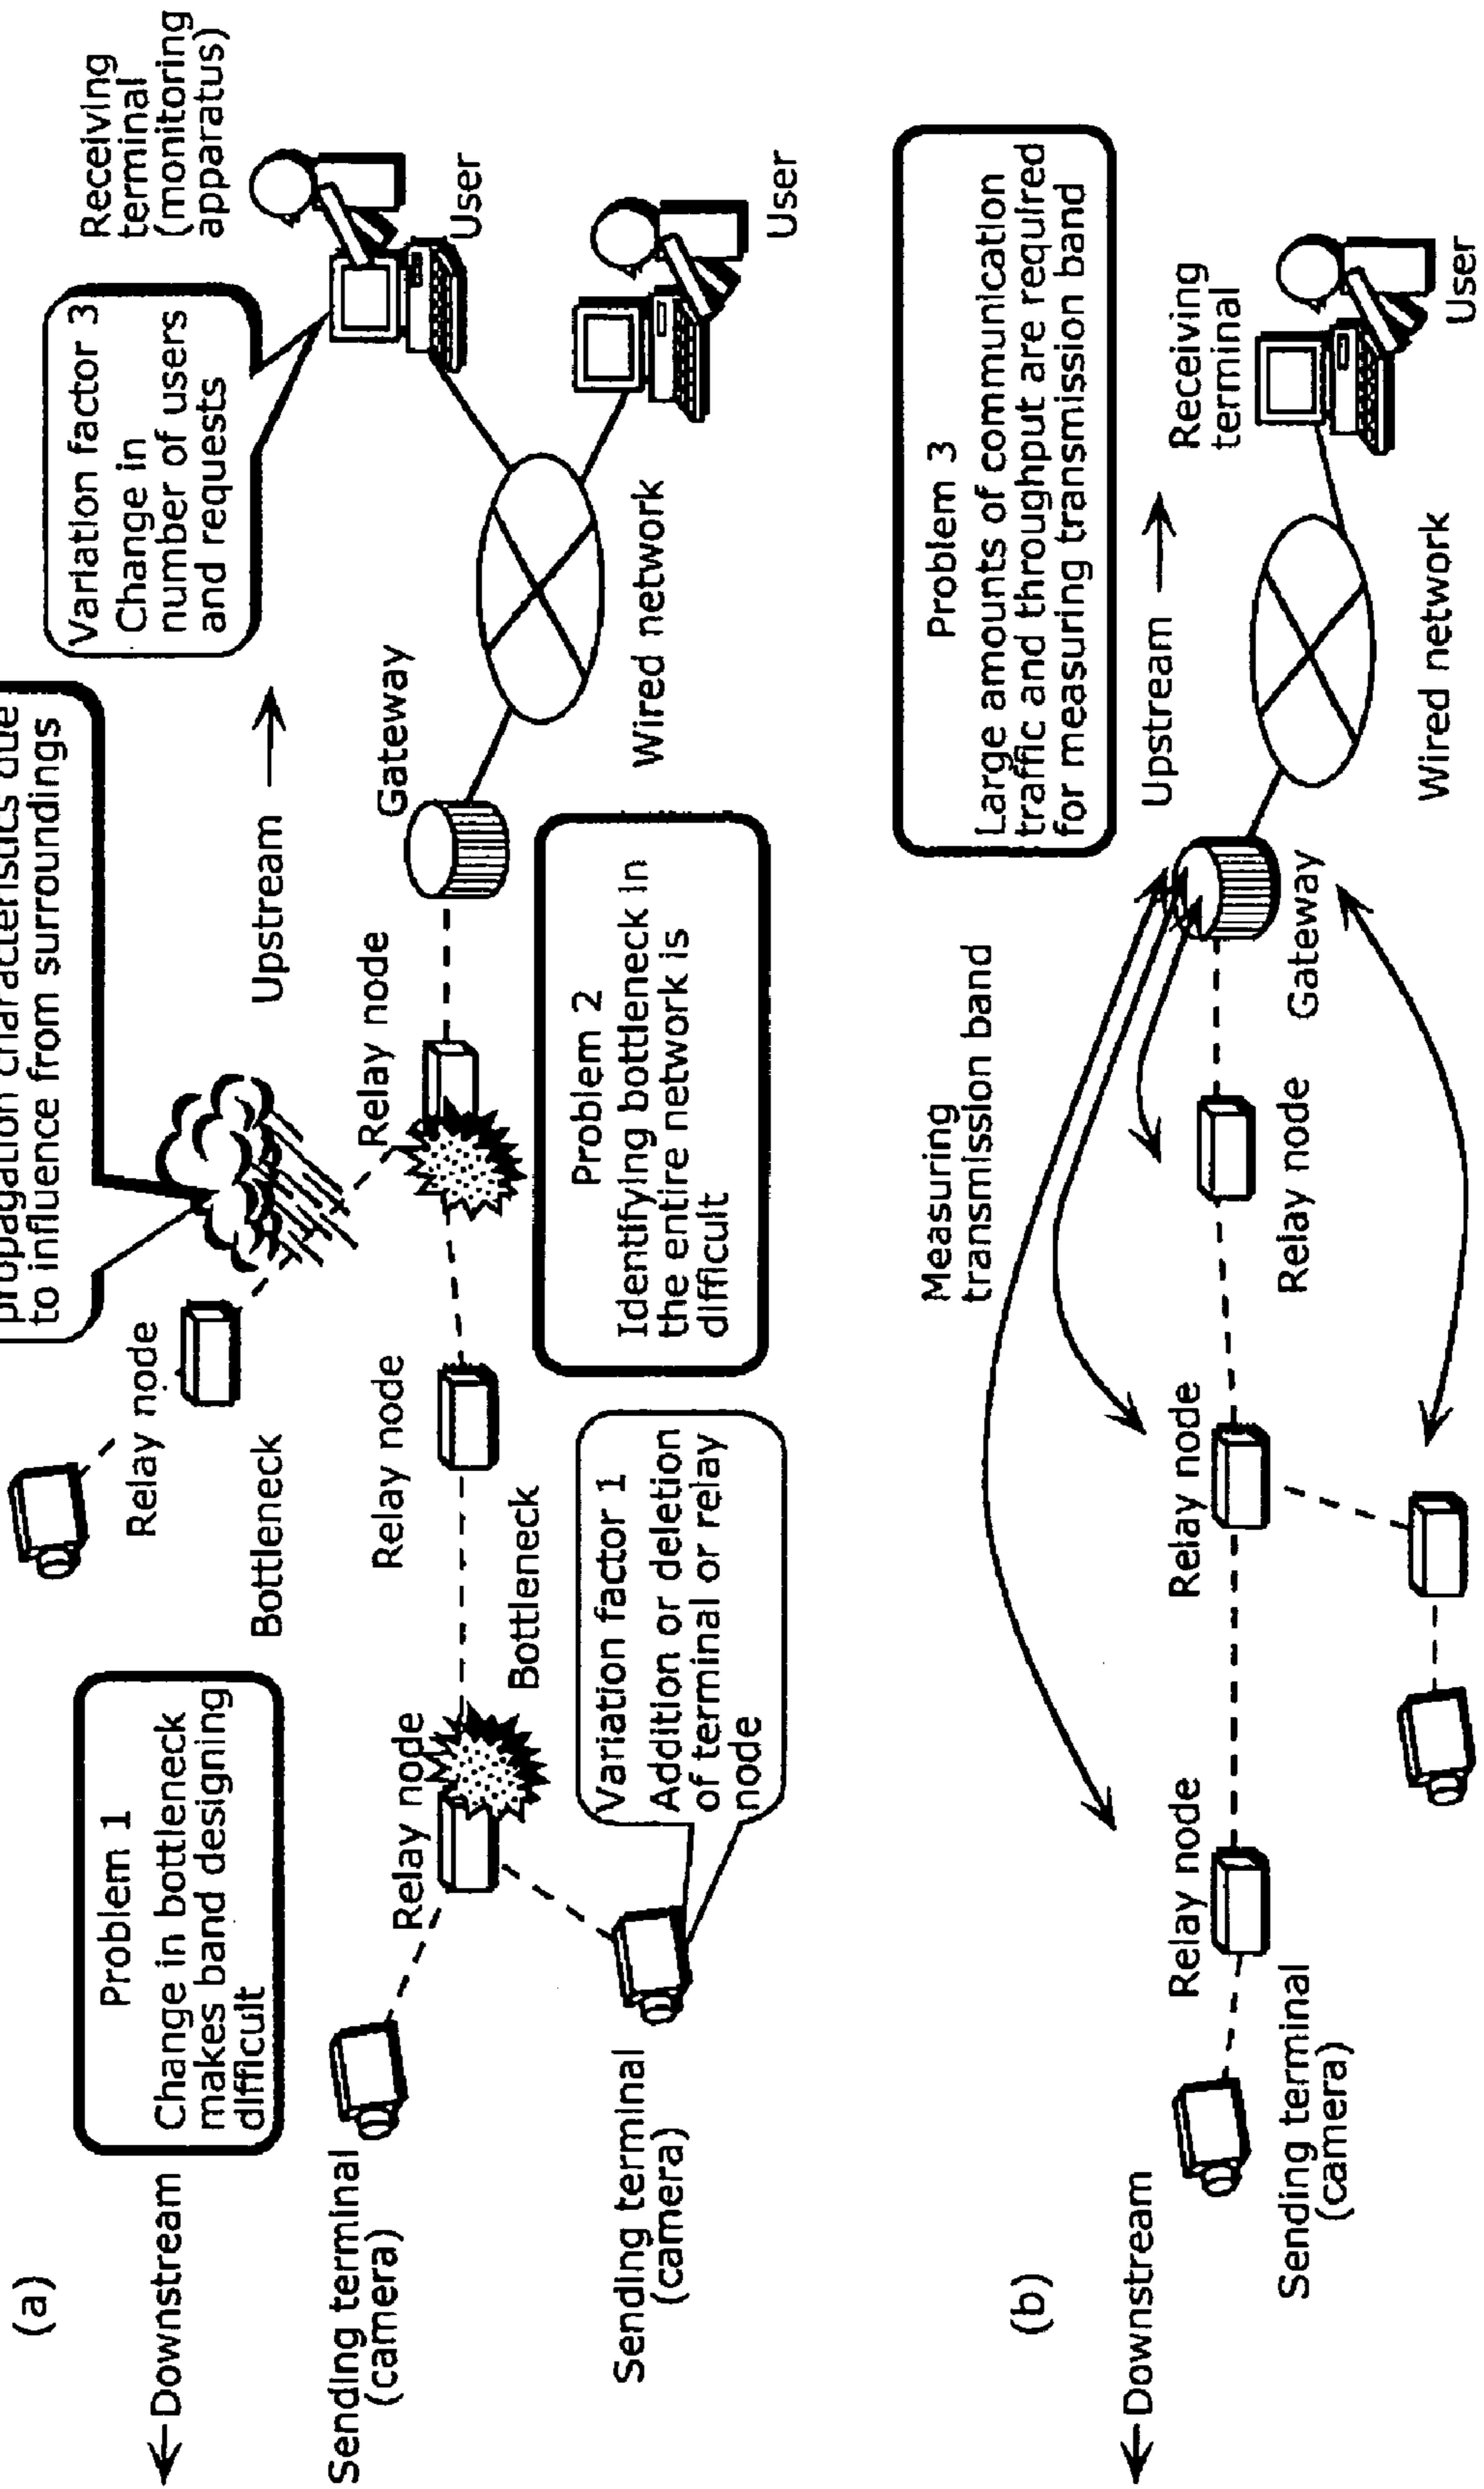 (a)
←Downstream
Problem 1
Change in bottleneck
makes band designing
difficult
propagation characteristics due
to influence from surroundings
Upstream →
Variation factor 3
Change in
number of users
and requests
Receiving
terminal
(monitoring
apparatus)
Relay node
Bottleneck
Sending terminal
(camera)
Relay node
Relay node
Relay node
Gateway
User
Bottleneck
Wired network
User
Sending terminal
(camera)
Variation factor 1
Addition or deletion
of terminal or relay
node
Problem 2
Identifying bottleneck in
the entire network is
difficult
(b)
←Downstream
Measuring
transmission band
Problem 3
Large amounts of communication
traffic and throughput are required
for measuring transmission band
Upstream →
Relay node
Relay node
Receiving
terminal
Sending terminal
(camera)
Relay node
Gateway
Wired network
User